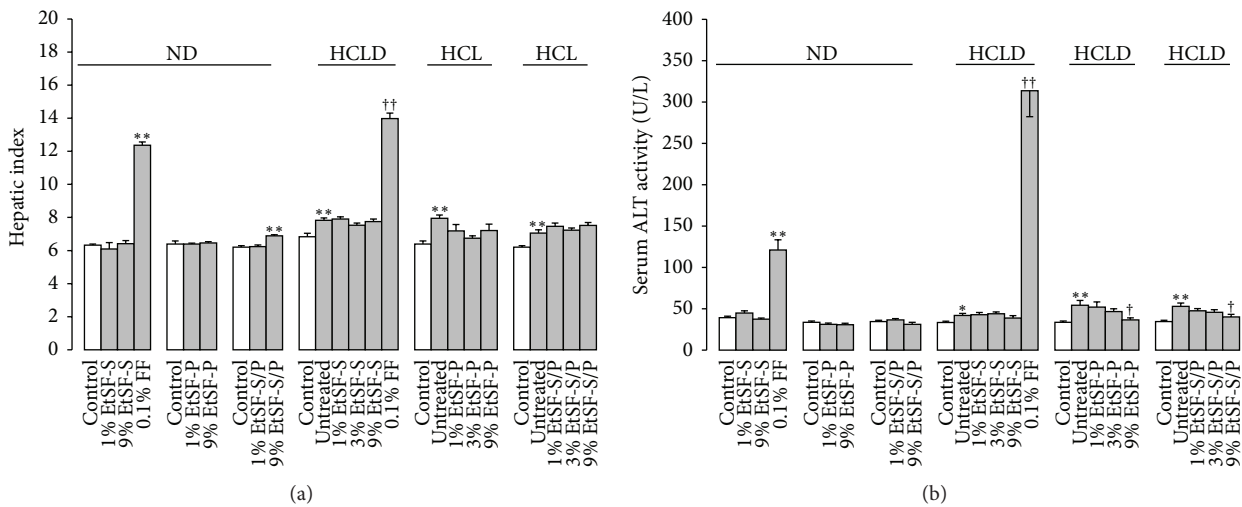 20
18
16
14
12
10
8
6
4
2
0
Hepatic index
ND
HCLD
HCL
HCL
**
**
**
††
**
**
Control
1% EtSF-S
9% EtSF-S
0.1% FF
Control
1% EtSF-P
9% EtSF-P
Control
1% EtSF-S/P
9% EtSF-S/P
Control
Untreated
1% EtSF-S
3% EtSF-S
9% EtSF-S
0.1% FF
Control
Untreated
1% EtSF-P
3% EtSF-P
9% EtSF-P
Control
Untreated
1% EtSF-S/P
3% EtSF-S/P
9% EtSF-S/P
(a)
400
350
300
250
200
150
100
50
0
Serum ALT activity (U/L)
ND
HCLD
HCLD
HCLD
**
*
††
**
†
**
†
Control
1% EtSF-S
9% EtSF-S
0.1% FF
Control
1% EtSF-P
9% EtSF-P
Control
1% EtSF-S/P
9% EtSF-S/P
Control
Untreated
1% EtSF-S
3% EtSF-S
9% EtSF-S
0.1% FF
Control
Untreated
1% EtSF-P
3% EtSF-P
9% EtSF-P
Control
Untreated
1% EtSF-S/P
3% EtSF-S/P
9% EtSF-S/P
(b)